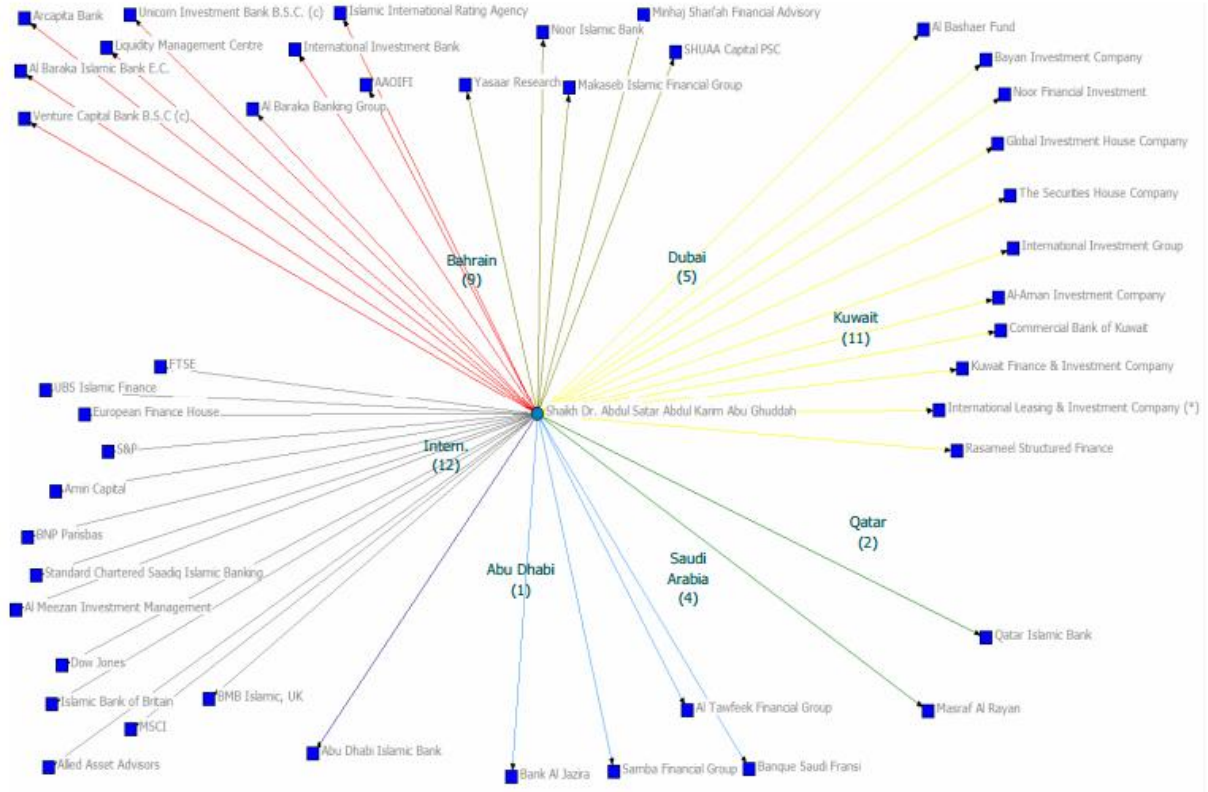 Arcapita Bank
Unicorn Investment Bank B.S.C. (c)
Islamic International Rating Agency
Liquidity Management Centre
International Investment Bank
Al Baraka Islamic Bank E.C.
AAOIFI
Al Baraka Banking Group
Venture Capital Bank B.S.C (c)
Noor Islamic Bank
Minhaj Shari'ah Financial Advisory
SHUAA Capital PSC
Yasaar Research
Makaseb Islamic Financial Group
Al Bashaer Fund
Bayan Investment Company
Noor Financial Investment
Global Investment House Company
The Securities House Company
International Investment Group
Al-Aman Investment Company
Commercial Bank of Kuwait
Kuwait Finance & Investment Company
International Leasing & Investment Company (*)
Rasameel Structured Finance
Bahrain
(9)
Dubai
(5)
Kuwait
(11)
Shaikh Dr. Abdul Satar Abdul Karim Abu Ghuddah
FTSE
UBS Islamic Finance
European Finance House
S&P
Amin Capital
BNP Parisbas
Standard Chartered Saadiq Islamic Banking
Al Meezan Investment Management
Dow Jones
Islamic Bank of Britain
BMB Islamic, UK
MSCI
Allied Asset Advisors
Intern.
(12)
Abu Dhabi
(1)
Saudi
Arabia
(4)
Qatar
(2)
Abu Dhabi Islamic Bank
Bank Al Jazira
Samba Financial Group
Banque Saudi Fransi
Al Tawfeek Financial Group
Masraf Al Rayan
Qatar Islamic Bank